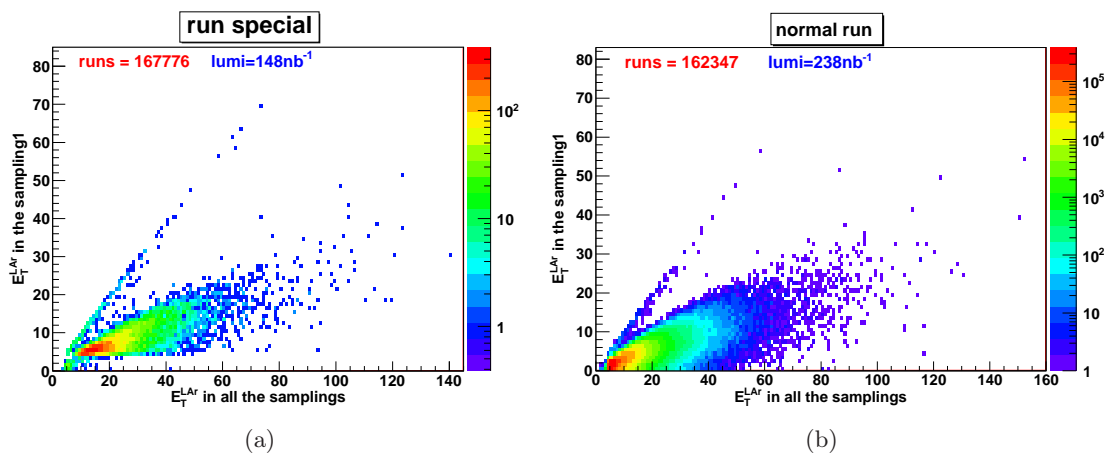 run special
runs = 167776 lumi=148nb⁻¹
80
70
60
50
40
30
20
10
0
0 20 40 60 80 100 120 140
E_T^LAr in the sampling1
E_T^LAr in all the samplings
10²
10
1
(a)
normal run
runs = 162347 lumi=238nb⁻¹
80
70
60
50
40
30
20
10
0
0 20 40 60 80 100 120 140 160
E_T^LAr in the sampling1
E_T^LAr in all the samplings
10⁵
10⁴
10³
10²
10
1
(b)